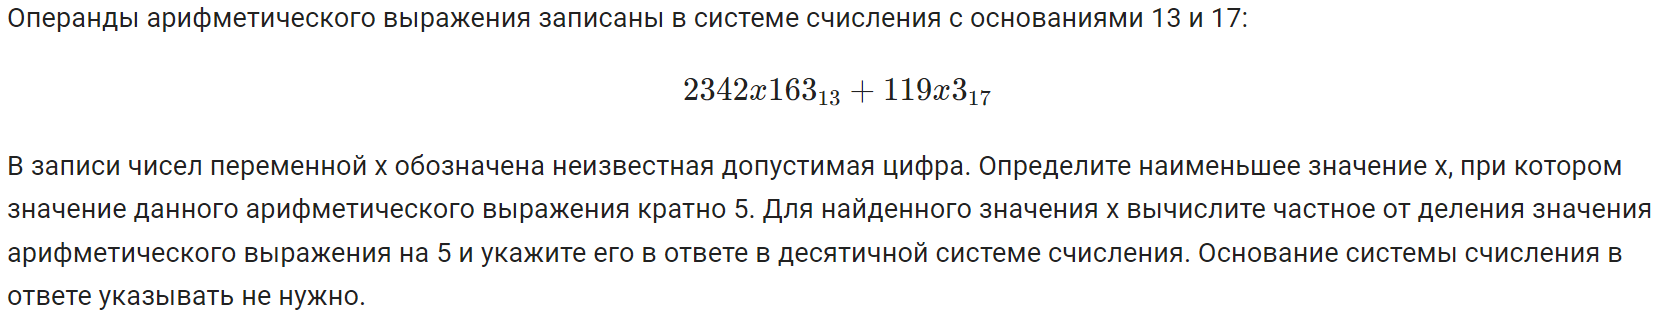 Операнды арифметического выражения записаны в системе счисления с основаниями 13 и 17:
2342x163₁₃ + 119x3₁₇
В записи чисел переменной x обозначена неизвестная допустимая цифра. Определите наименьшее значение x, при котором
значение данного арифметического выражения кратно 5. Для найденного значения x вычислите частное от деления значения
арифметического выражения на 5 и укажите его в ответе в десятичной системе счисления. Основание системы счисления в
ответе указывать не нужно.